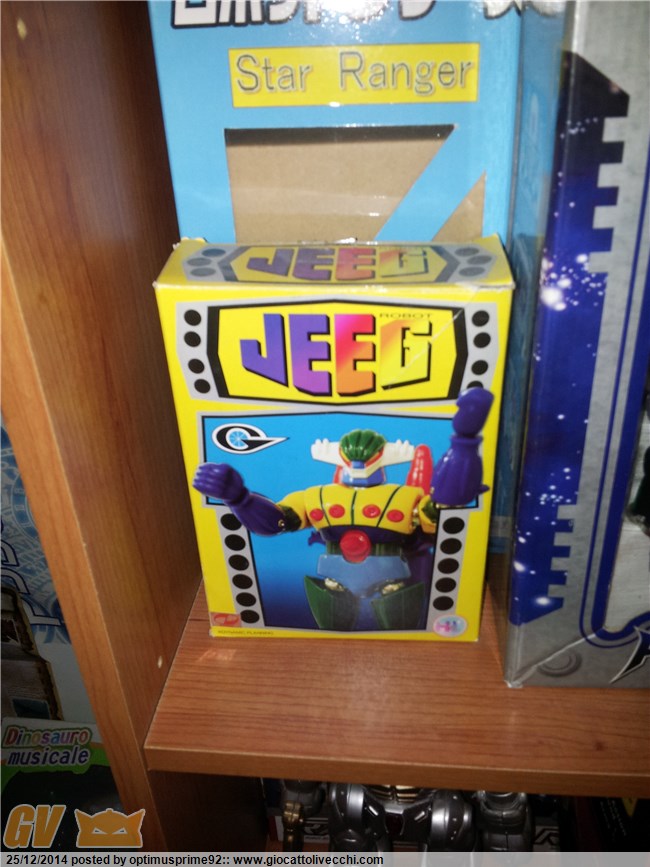 Star Ranger
JEEG
ROBOT
JEEG
Dinosauro
musicale
GV
25/12/2014 posted by optimusprime92:: www.giocattolivecchi.com